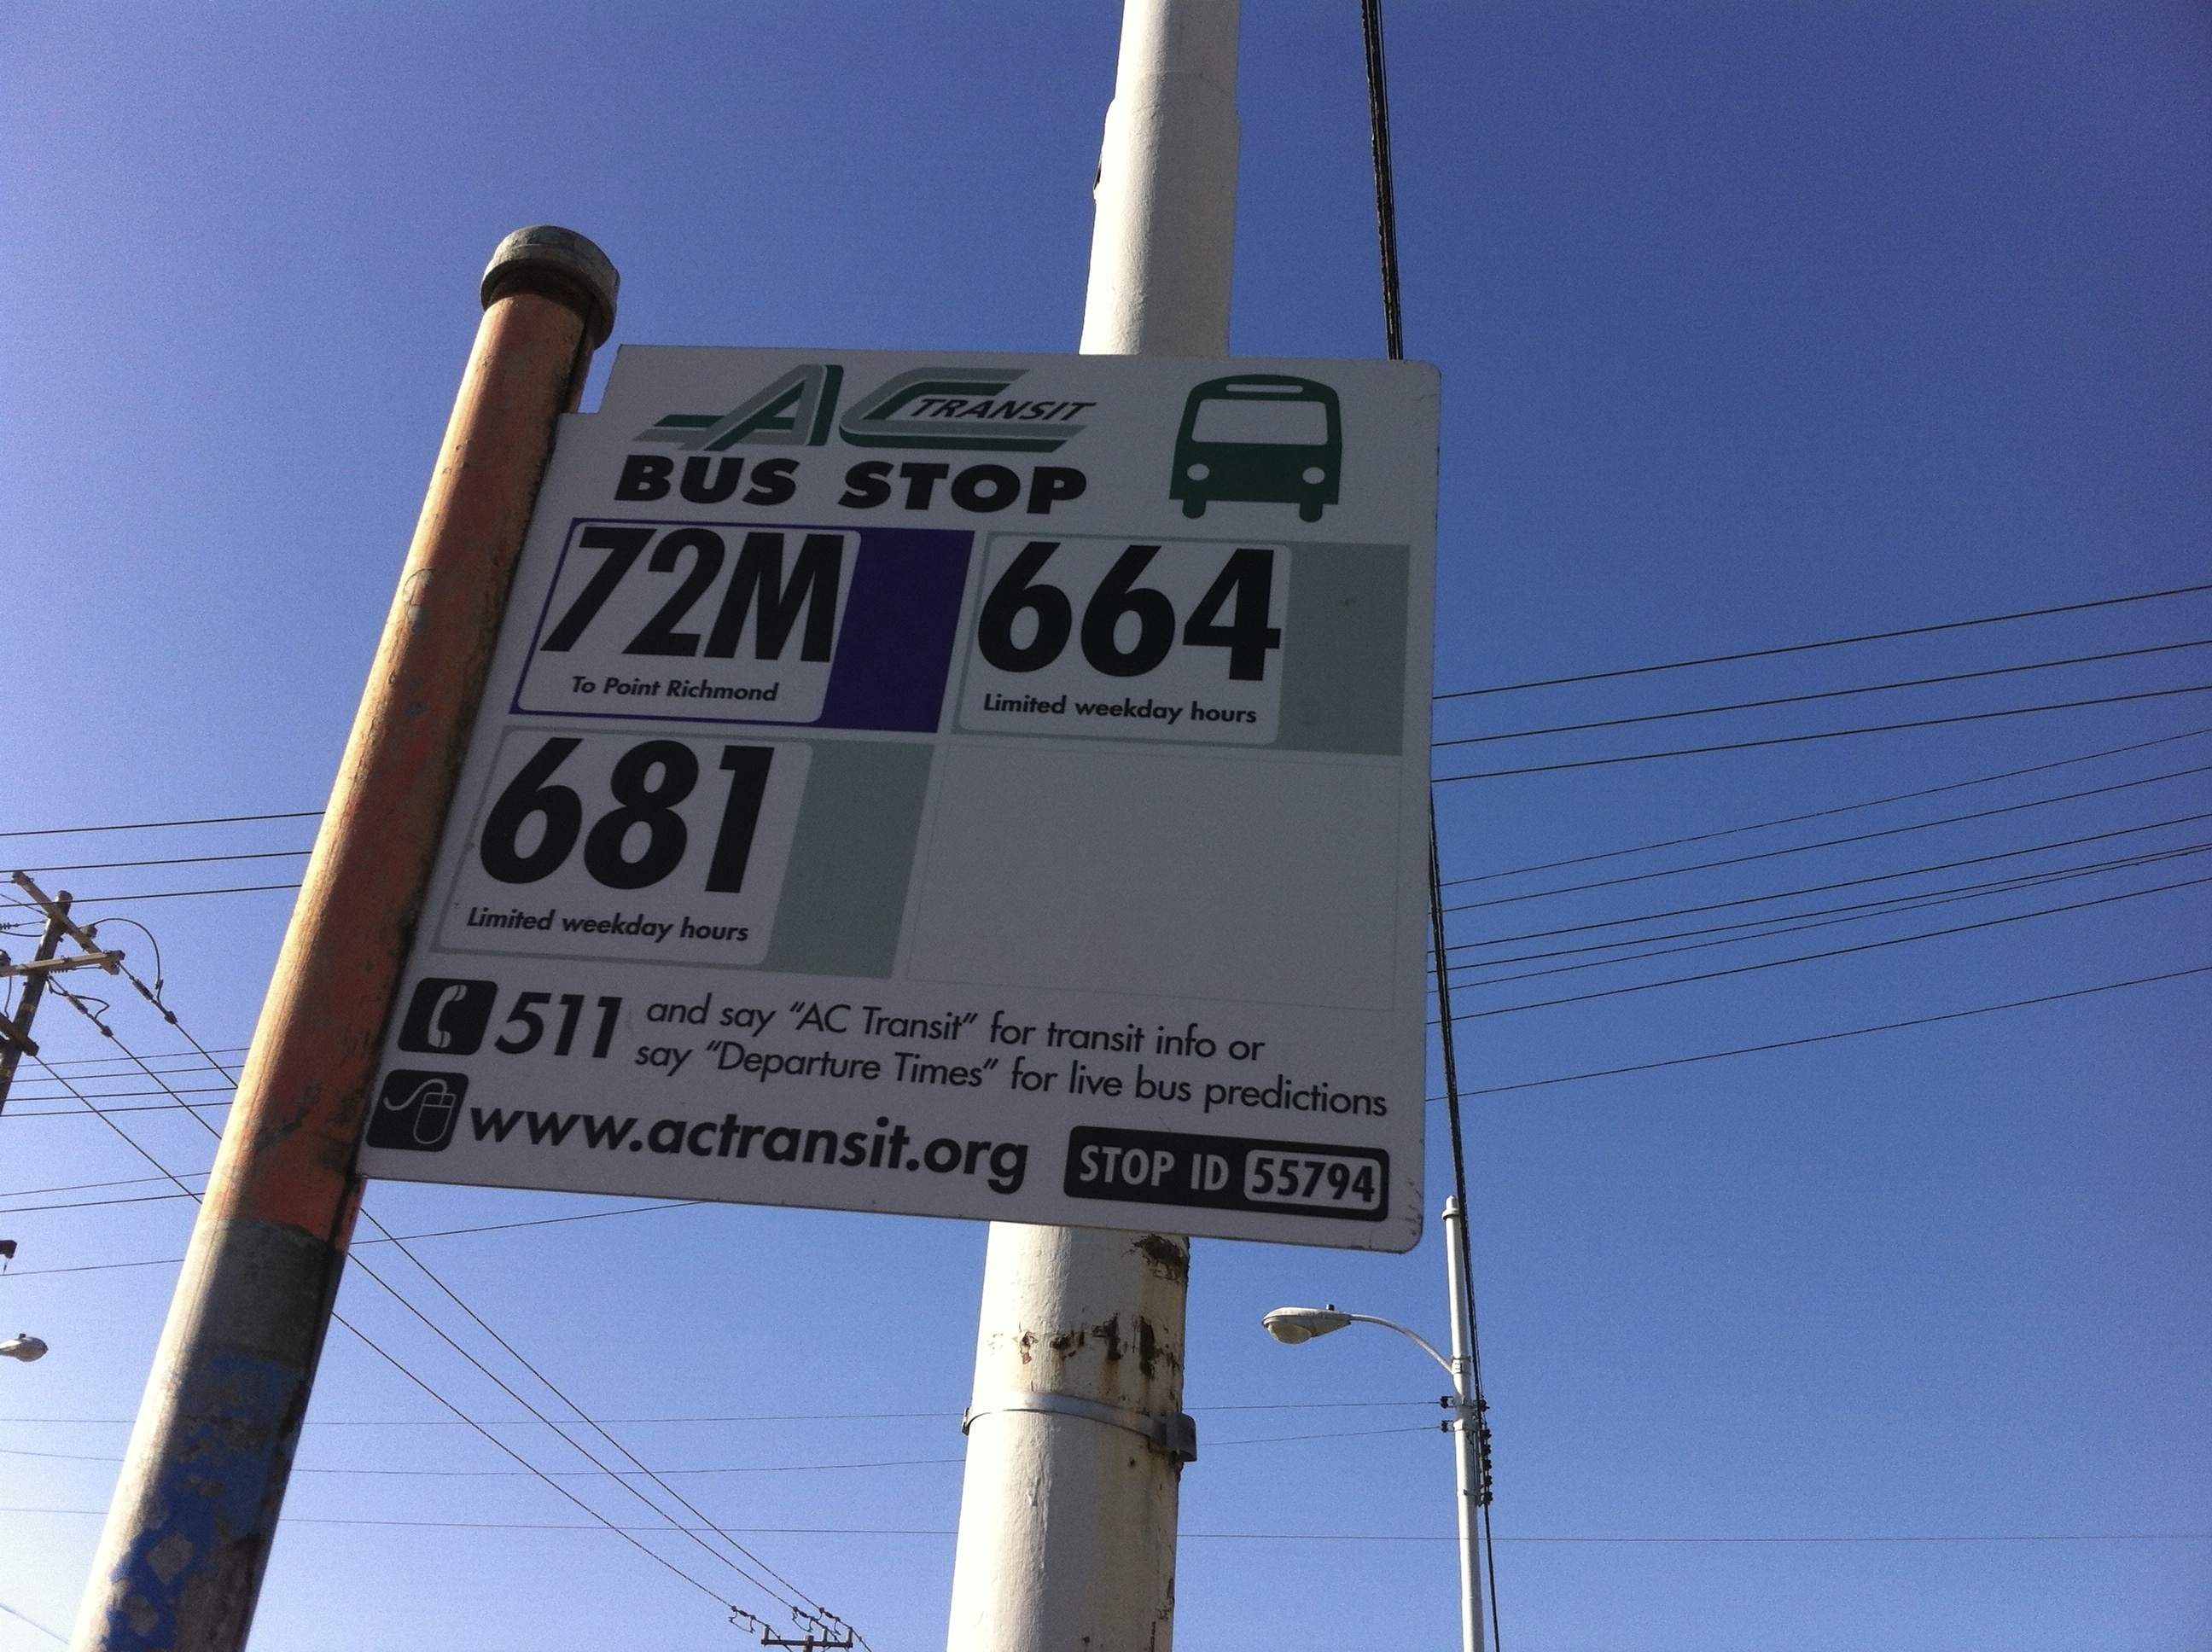 AC TRANSIT
BUS STOP
72M
To Point Richmond
664
Limited weekday hours
681
Limited weekday hours
511 and say "AC Transit" for transit info or
say "Departure Times" for live bus predictions
www.actransit.org
STOP ID 55794